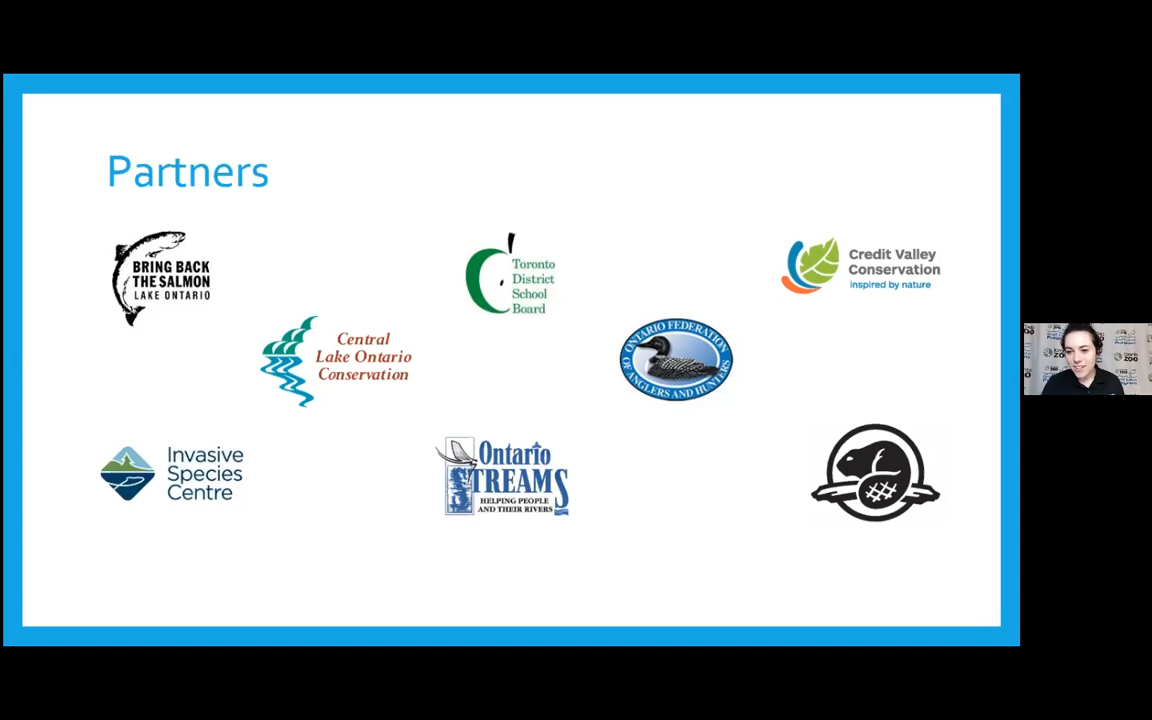 Partners
BRING BACK
THE SALMON
LAKE ONTARIO
Toronto
District
School
Board
Credit Valley
Conservation
inspired by nature
Central
Lake Ontario
Conservation
ONTARIO FEDERATION
OF ANGLERS AND HUNTERS
Invasive
Species
Centre
Ontario
STREAMS
HELPING PEOPLE
AND THEIR RIVERS
ZOO